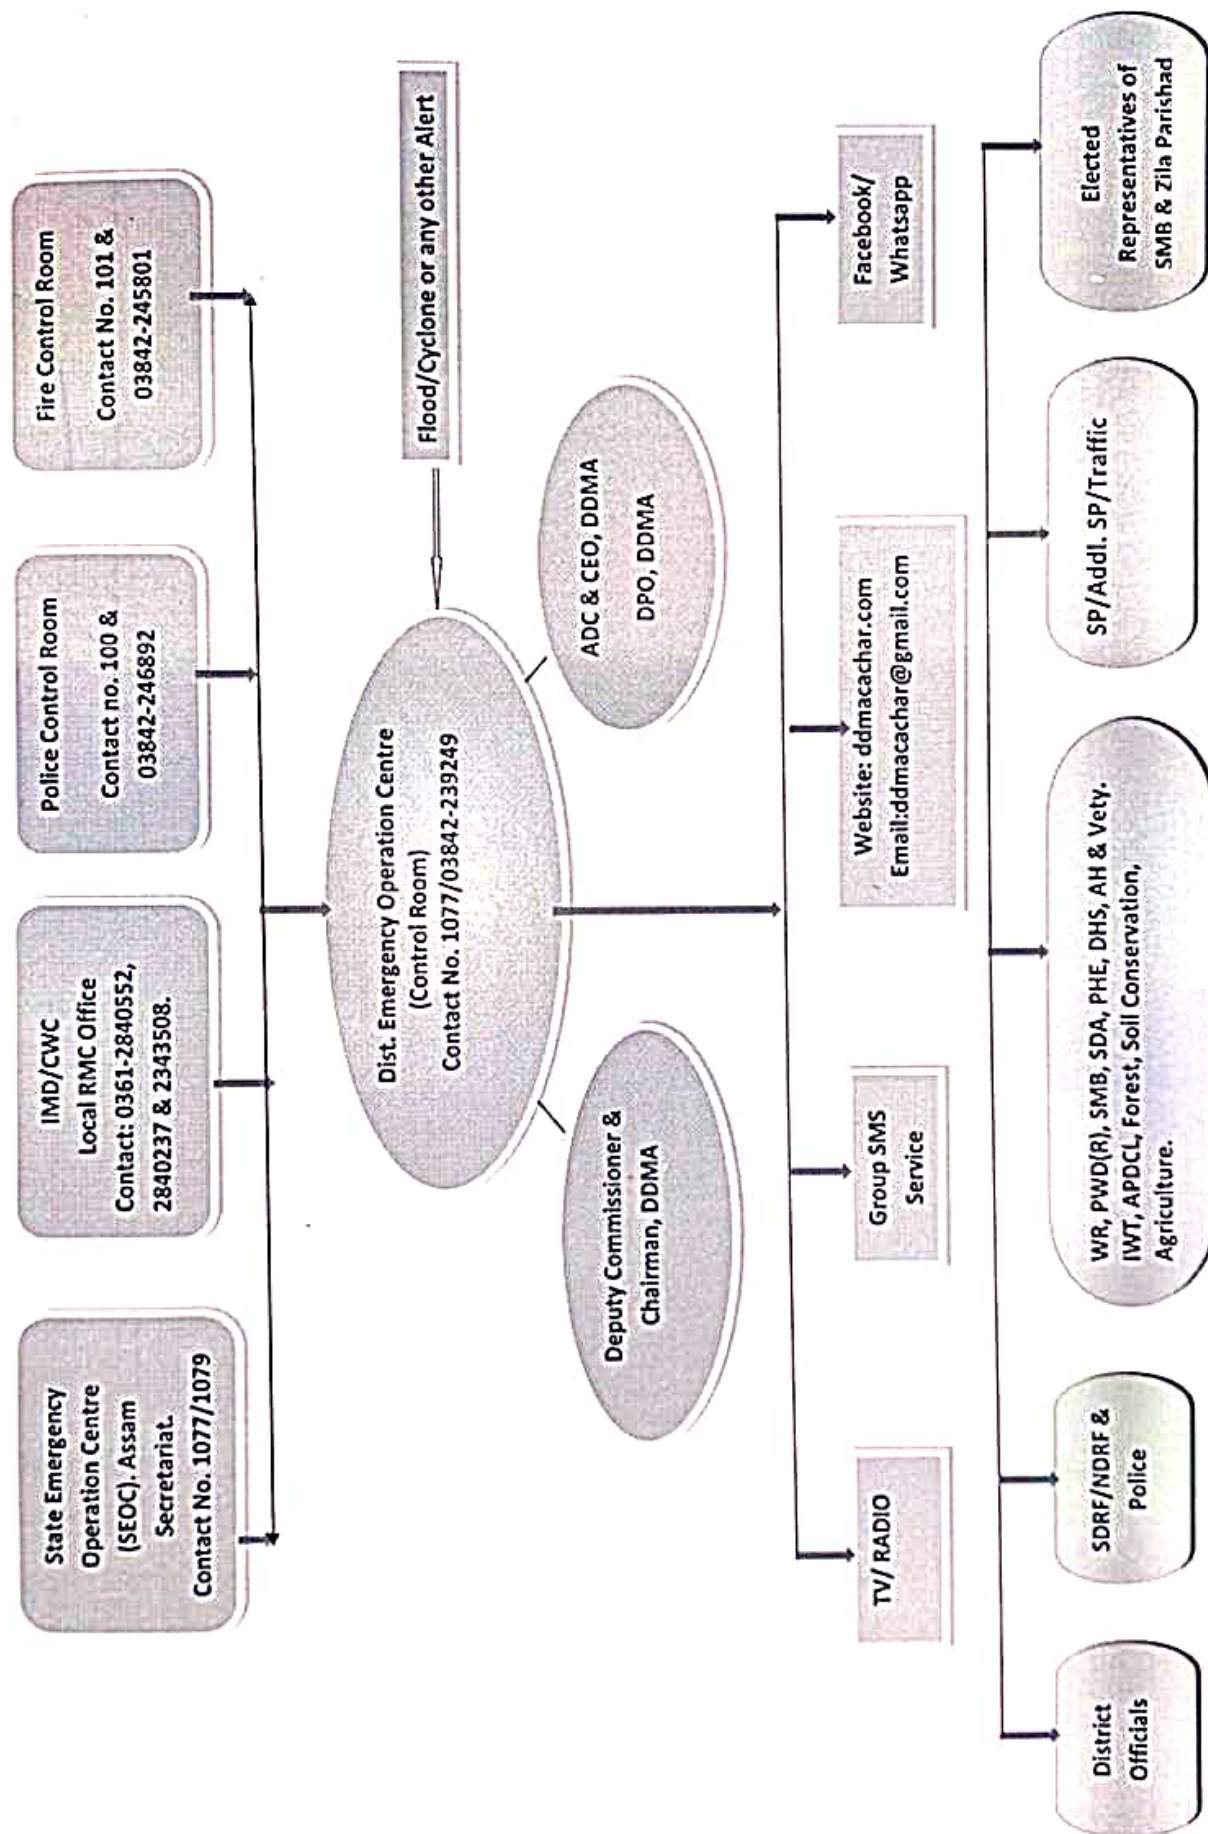 State Emergency
Operation Centre
(SEOC). Assam
Secretariat.
Contact No. 1077/1079
IMD/CWC
Local RMC Office
Contact: 0361-2840552,
2840237 & 2343508.
Police Control Room
Contact no. 100 &
03842-246892
Fire Control Room
Contact No. 101 &
03842-245801
Flood/Cyclone or any other Alert
Dist. Emergency Operation Centre
(Control Room)
Contact No. 1077/03842-239249
Deputy Commissioner &
Chairman, DDMA
ADC & CEO, DDMA
DPO, DDMA
TV/ RADIO
Group SMS
Service
Website: ddmacachar.com
Email:ddmacachar@gmail.com
Facebook/
Whatsapp
District
Officials
SDRF/NDRF &
Police
WR, PWD(R), SMB, SDA, PHE, DHS, AH & Vety.
IWT, APDCL, Forest, Soil Conservation,
Agriculture.
SP/Addl. SP/Traffic
Elected
Representatives of
SMB & Zila Parishad